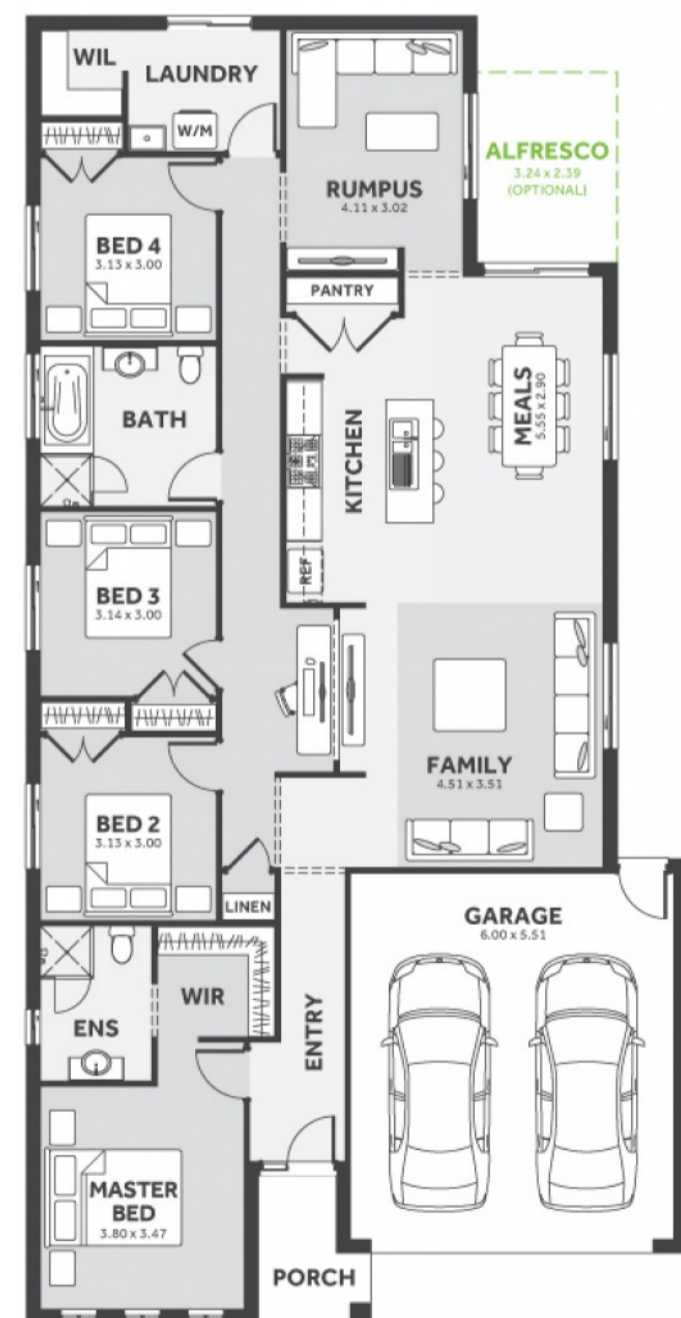 WIL
LAUNDRY
W/M
RUMPUS
4.11 x 3.02
ALFRESCO
3.24 x 2.39
(OPTIONAL)
BED 4
3.13 x 3.00
PANTRY
BATH
KITCHEN
MEALS
5.55 x 2.90
REF
BED 3
3.14 x 3.00
FAMILY
4.51 x 3.51
BED 2
3.13 x 3.00
LINEN
GARAGE
6.00 x 5.51
WIR
ENS
ENTRY
MASTER
BED
3.80 x 3.47
PORCH